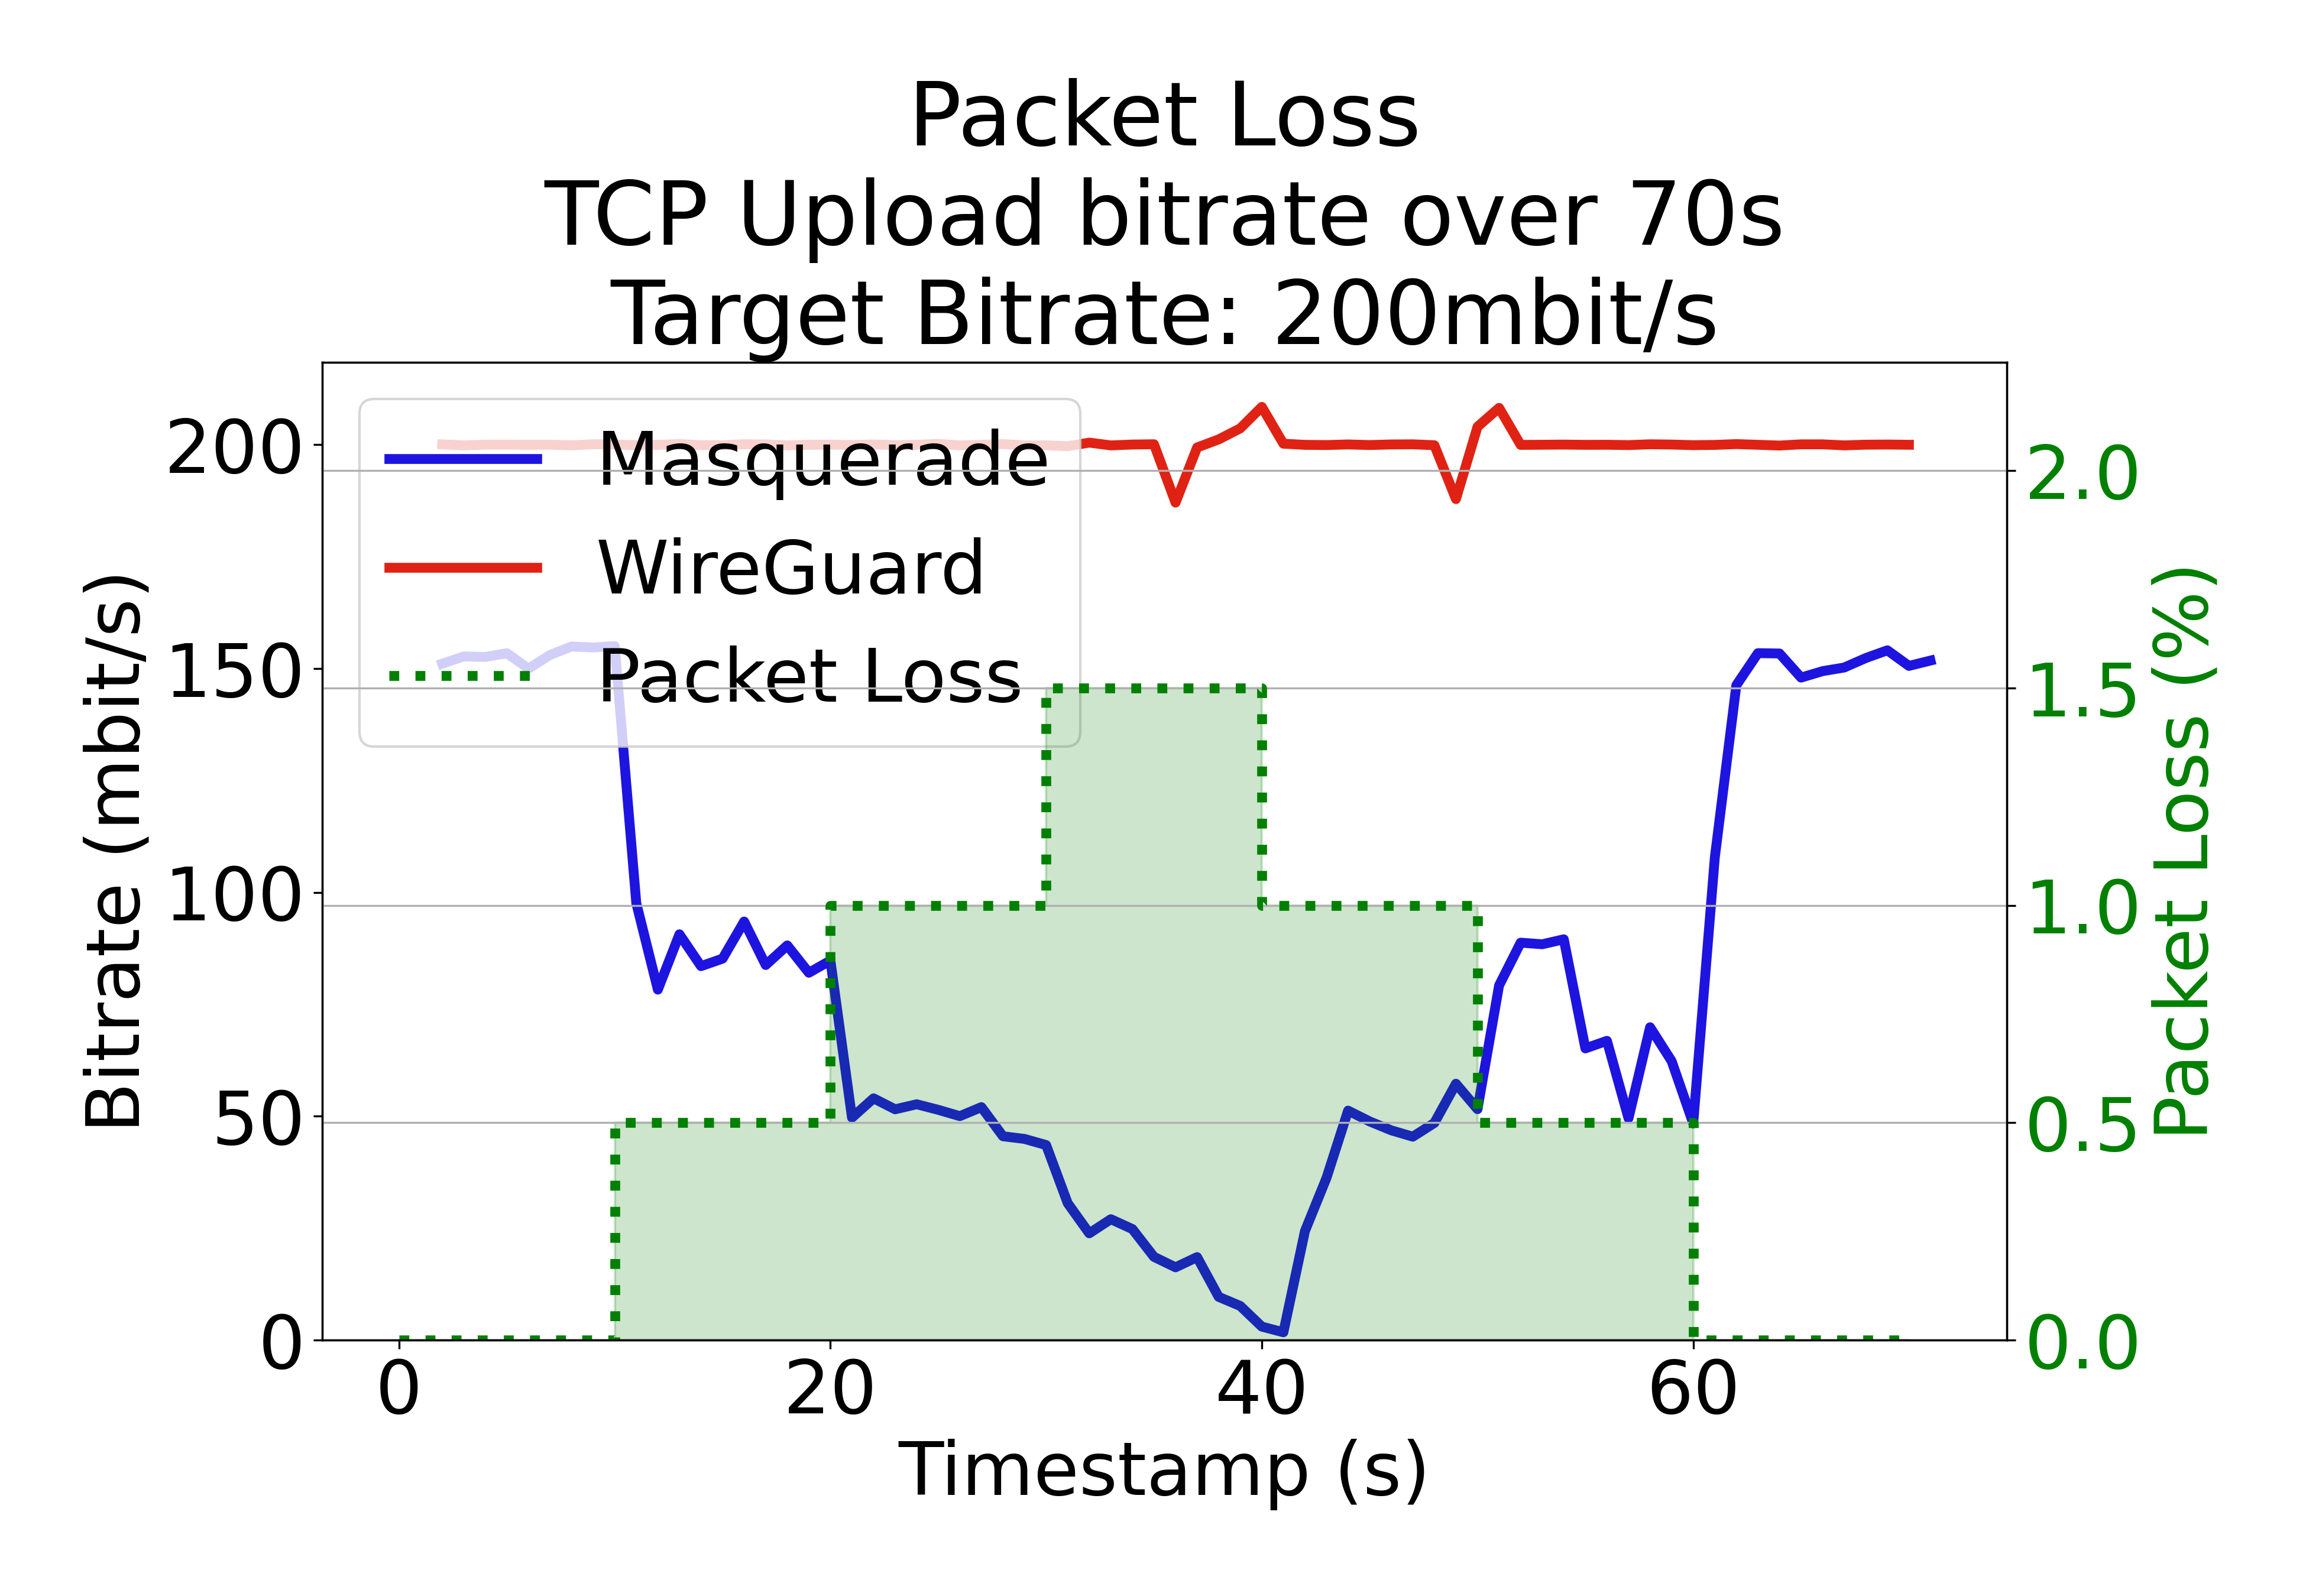 Packet Loss
TCP Upload bitrate over 70s
Target Bitrate: 200mbit/s
Masquerade
WireGuard
Packet Loss
Bitrate (mbit/s)
200
150
100
50
0
2.0
1.5
1.0
0.5
0.0
Packet Loss (%)
0 20 40 60
Timestamp (s)